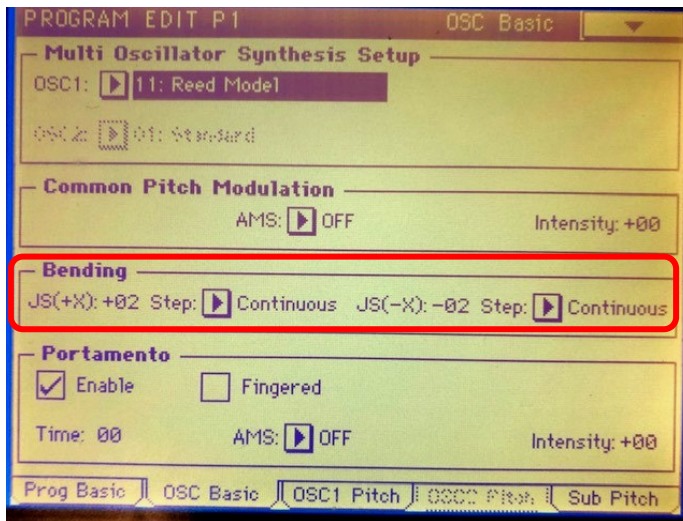 PROGRAM EDIT P1 OSC Basic
Multi Oscillator Synthesis Setup
OSC1: 11: Reed Model
OSC2: 01: Standard
Common Pitch Modulation
AMS: OFF Intensity: +00
Bending
JS(+X): +02 Step: Continuous JS(-X): -02 Step: Continuous
Portamento
Enable Fingered
Time: 00 AMS: OFF Intensity: +00
Prog Basic OSC Basic OSC1 Pitch OSC2 Pitch Sub Pitch